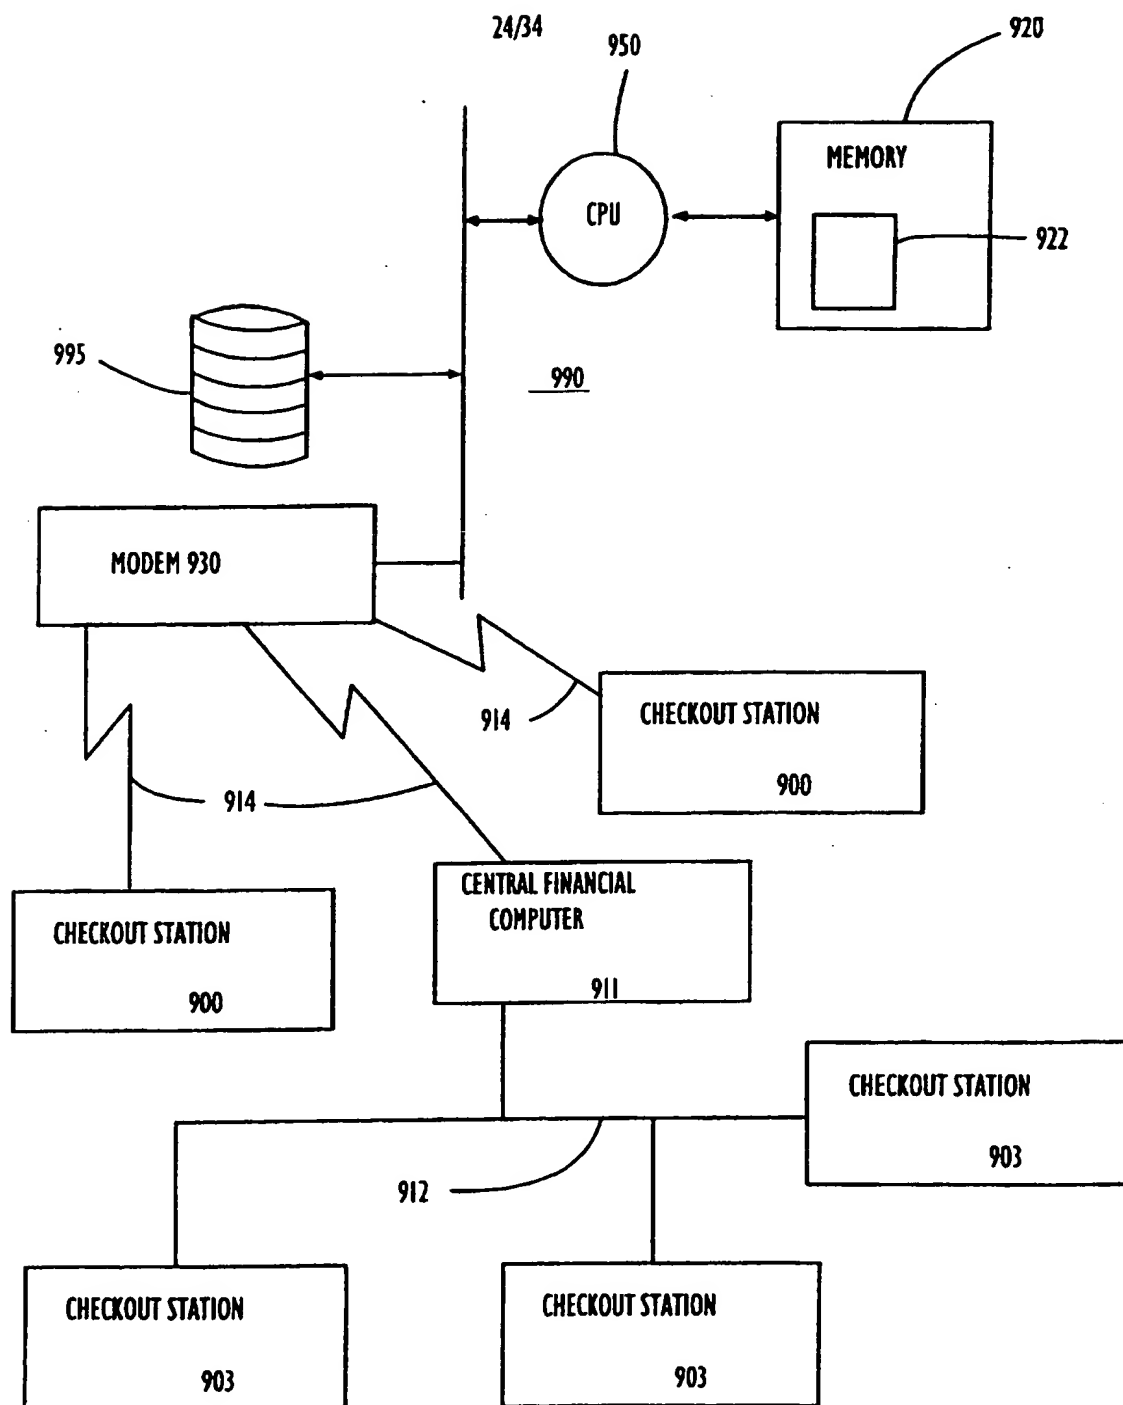 24/34
950
920
MEMORY
CPU
922
995
990
MODEM 930
914
CHECKOUT STATION
900
914
CENTRAL FINANCIAL
COMPUTER
911
CHECKOUT STATION
900
CHECKOUT STATION
903
912
CHECKOUT STATION
903
CHECKOUT STATION
903